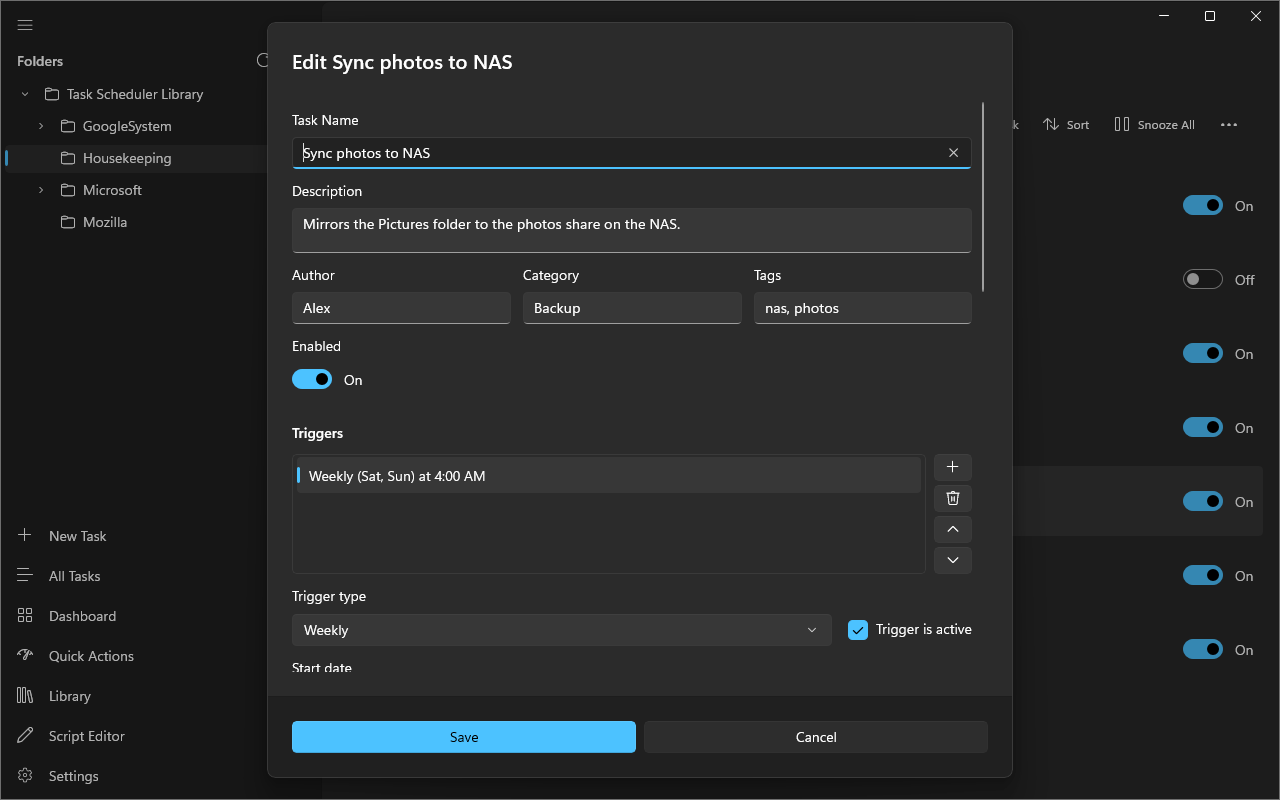 Folders
Task Scheduler Library
GoogleSystem
Housekeeping
Microsoft
Mozilla
New Task
All Tasks
Dashboard
Quick Actions
Library
Script Editor
Settings
Edit Sync photos to NAS
Task Name
Sync photos to NAS
Description
Mirrors the Pictures folder to the photos share on the NAS.
Author Category Tags
Alex Backup nas, photos
Enabled
On
Triggers
Weekly (Sat, Sun) at 4:00 AM
Trigger type
Weekly Trigger is active
Start date
Save Cancel
Sort Snooze All
On
Off
On
On
On
On
On